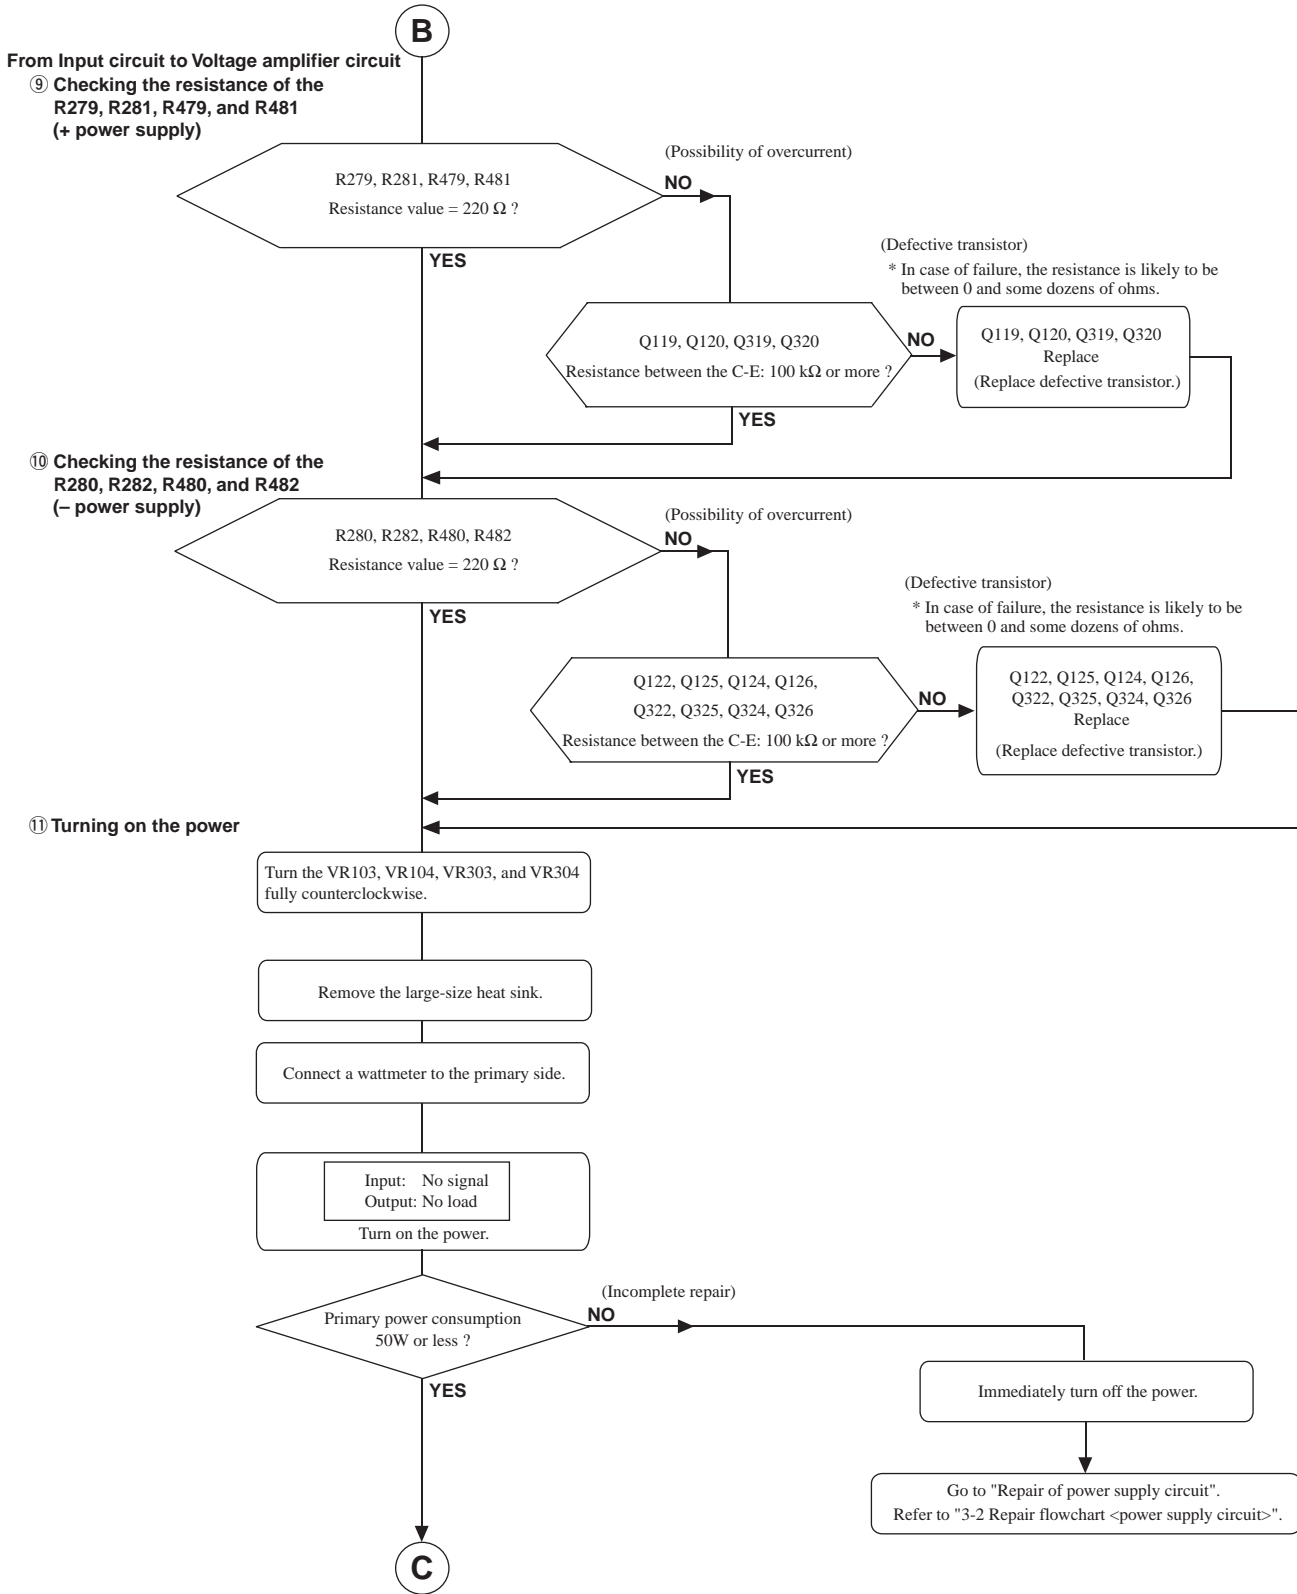 B
From Input circuit to Voltage amplifier circuit
⑨ Checking the resistance of the
R279, R281, R479, and R481
(+ power supply)
(Possibility of overcurrent)
R279, R281, R479, R481
Resistance value = 220 Ω ?
NO
YES
(Defective transistor)
* In case of failure, the resistance is likely to be
between 0 and some dozens of ohms.
Q119, Q120, Q319, Q320
Resistance between the C-E: 100 kΩ or more ?
NO
YES
Q119, Q120, Q319, Q320
Replace
(Replace defective transistor.)
⑩ Checking the resistance of the
R280, R282, R480, and R482
(– power supply)
(Possibility of overcurrent)
R280, R282, R480, R482
Resistance value = 220 Ω ?
NO
YES
(Defective transistor)
* In case of failure, the resistance is likely to be
between 0 and some dozens of ohms.
Q122, Q125, Q124, Q126,
Q322, Q325, Q324, Q326
Resistance between the C-E: 100 kΩ or more ?
NO
YES
Q122, Q125, Q124, Q126,
Q322, Q325, Q324, Q326
Replace
(Replace defective transistor.)
⑪ Turning on the power
Turn the VR103, VR104, VR303, and VR304
fully counterclockwise.
Remove the large-size heat sink.
Connect a wattmeter to the primary side.
Input: No signal
Output: No load
Turn on the power.
(Incomplete repair)
Primary power consumption
50W or less ?
NO
YES
Immediately turn off the power.
Go to "Repair of power supply circuit".
Refer to "3-2 Repair flowchart <power supply circuit>".
C